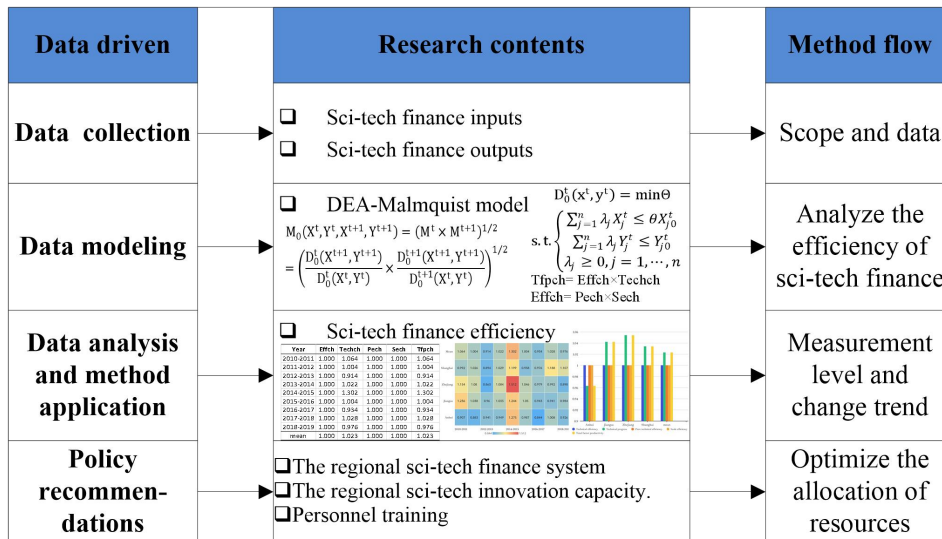 Data driven
Research contents
Method flow
Data collection
❑ Sci-tech finance inputs
❑ Sci-tech finance outputs
Scope and data
Data modeling
❑ DEA-Malmquist model
M₀(Xᵗ, Yᵗ, Xᵗ⁺¹, Yᵗ⁺¹) = (Mᵗ × Mᵗ⁺¹)^{1/2}
= (D₀ᵗ(Xᵗ⁺¹, Yᵗ⁺¹) / D₀ᵗ(Xᵗ, Yᵗ) × D₀ᵗ⁺¹(Xᵗ⁺¹, Yᵗ⁺¹) / D₀ᵗ⁺¹(Xᵗ, Yᵗ))^{1/2}
D₀ᵗ(xᵗ, yᵗ) = minΘ
s. t. { ∑ⁿⱼ₌₁ λⱼ Xⱼᵗ ≤ θXᵗⱼ₀
∑ⁿⱼ₌₁ λⱼ Yⱼᵗ ≤ Yᵗⱼ₀
λⱼ ≥ 0, j = 1, ⋯, n
Tfpch= Effch×Techch
Effch= Pech×Sech
Analyze the
efficiency of
sci-tech finance
Data analysis
and method
application
❑ Sci-tech finance efficiency
Year Effch Techch Pech Sech Tfpch
2010-2011 1.000 1.064 1.000 1.000 1.064
2011-2012 1.000 1.004 1.000 1.000 1.004
2012-2013 1.000 0.914 1.000 1.000 0.914
2013-2014 1.000 1.022 1.000 1.000 1.022
2014-2015 1.000 1.302 1.000 1.000 1.302
2015-2016 1.000 1.004 1.000 1.000 1.004
2016-2017 1.000 0.934 1.000 1.000 0.934
2017-2018 1.000 1.028 1.000 1.000 1.028
2018-2019 1.000 0.976 1.000 1.000 0.976
mean 1.000 1.023 1.000 1.000 1.023
Measurement
level and
change trend
Policy
recommen-
dations
❑The regional sci-tech finance system
❑The regional sci-tech innovation capacity.
❑Personnel training
Optimize the
allocation of
resources